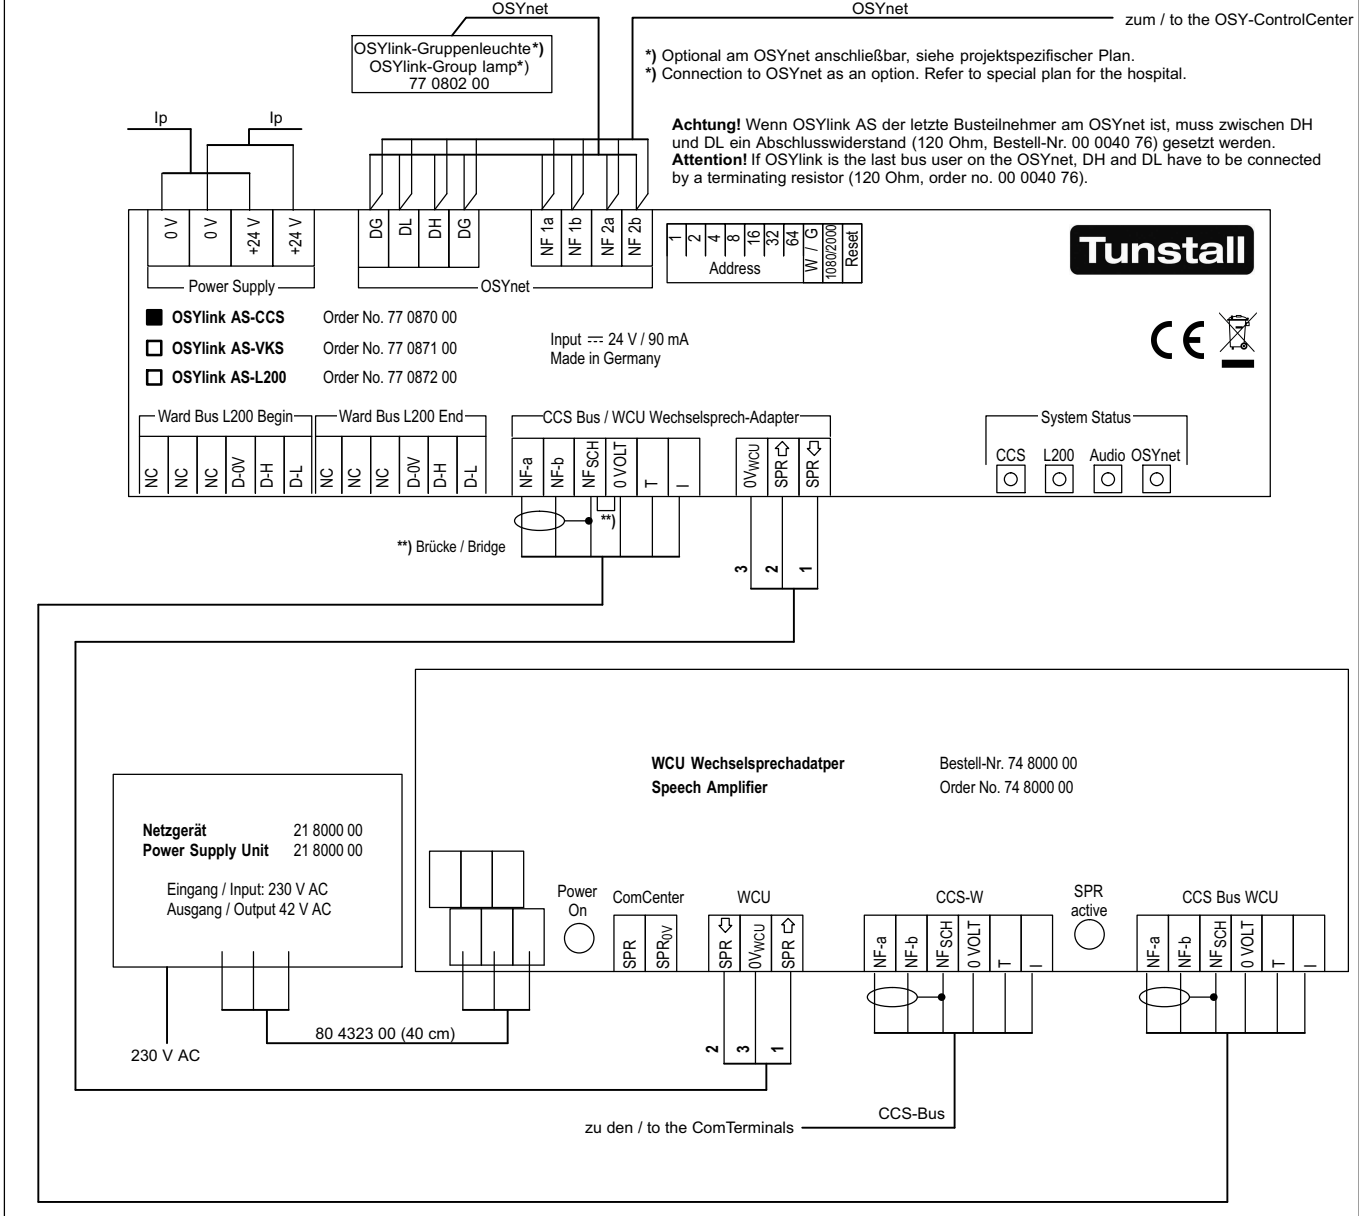 OSYnet
OSYnet
zum / to the OSY-ControlCenter
OSYlink-Gruppenleuchte*)
OSYlink-Group lamp*)
77 0802 00
*) Optional am OSYnet anschließbar, siehe projektspezifischer Plan.
*) Connection to OSYnet as an option. Refer to special plan for the hospital.
Ip
Ip
Achtung! Wenn OSYlink AS der letzte Busteilnehmer am OSYnet ist, muss zwischen DH
und DL ein Abschlusswiderstand (120 Ohm, Bestell-Nr. 00 0040 76) gesetzt werden.
Attention! If OSYlink is the last bus user on the OSYnet, DH and DL have to be connected
by a terminating resistor (120 Ohm, order no. 00 0040 76).
0 V
0 V
+24 V
+24 V
DG
DL
DH
DG
NF 1a
NF 1b
NF 2a
NF 2b
1
2
4
8
16
32
64
W / G
1080/2000
Reset
Address
Tunstall
Power Supply
OSYnet
OSYlink AS-CCS Order No. 77 0870 00
OSYlink AS-VKS Order No. 77 0871 00
OSYlink AS-L200 Order No. 77 0872 00
Input ⎓ 24 V / 90 mA
Made in Germany
CE
Ward Bus L200 Begin
Ward Bus L200 End
CCS Bus / WCU Wechselsprech-Adapter
System Status
NC
NC
NC
D-0V
D-H
D-L
NC
NC
NC
D-0V
D-H
D-L
NF-a
NF-b
NFSCH
0 VOLT
T
I
0VWCU
SPR ⇧
SPR ⇩
CCS
L200
Audio
OSYnet
**)
**) Brücke / Bridge
3
2
1
WCU Wechselsprechadatper Bestell-Nr. 74 8000 00
Speech Amplifier Order No. 74 8000 00
Netzgerät 21 8000 00
Power Supply Unit 21 8000 00
Eingang / Input: 230 V AC
Ausgang / Output 42 V AC
Power
On
ComCenter
WCU
CCS-W
SPR
active
CCS Bus WCU
SPR
SPR0V
SPR ⇩
0VWCU
SPR ⇧
NF-a
NF-b
NFSCH
0 VOLT
T
I
NF-a
NF-b
NFSCH
0 VOLT
T
I
80 4323 00 (40 cm)
230 V AC
2
3
1
CCS-Bus
zu den / to the ComTerminals